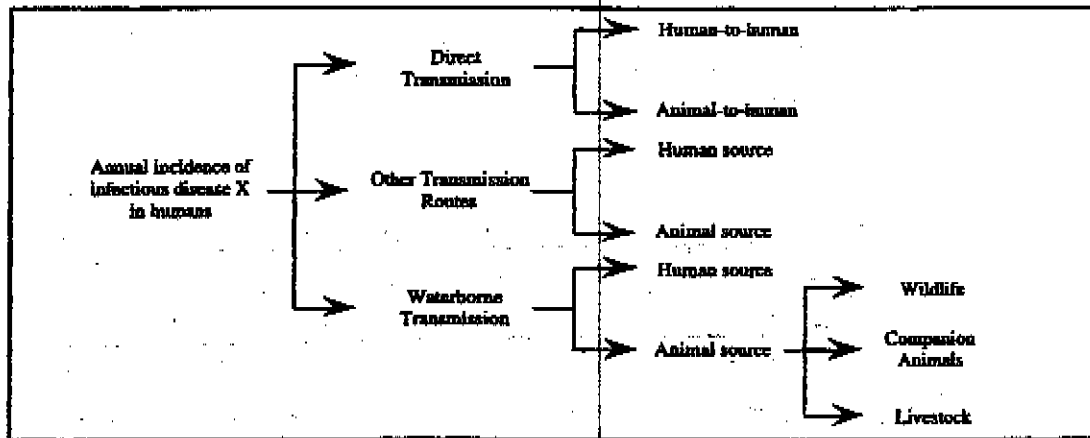 Human-to-human
Direct
Transmission
Animal-to-human
Annual incidence of
infectious disease X
in humans
Human source
Other Transmission
Routes
Animal source
Human source
Waterborne
Transmission
Animal source
Wildlife
Companion
Animals
Livestock